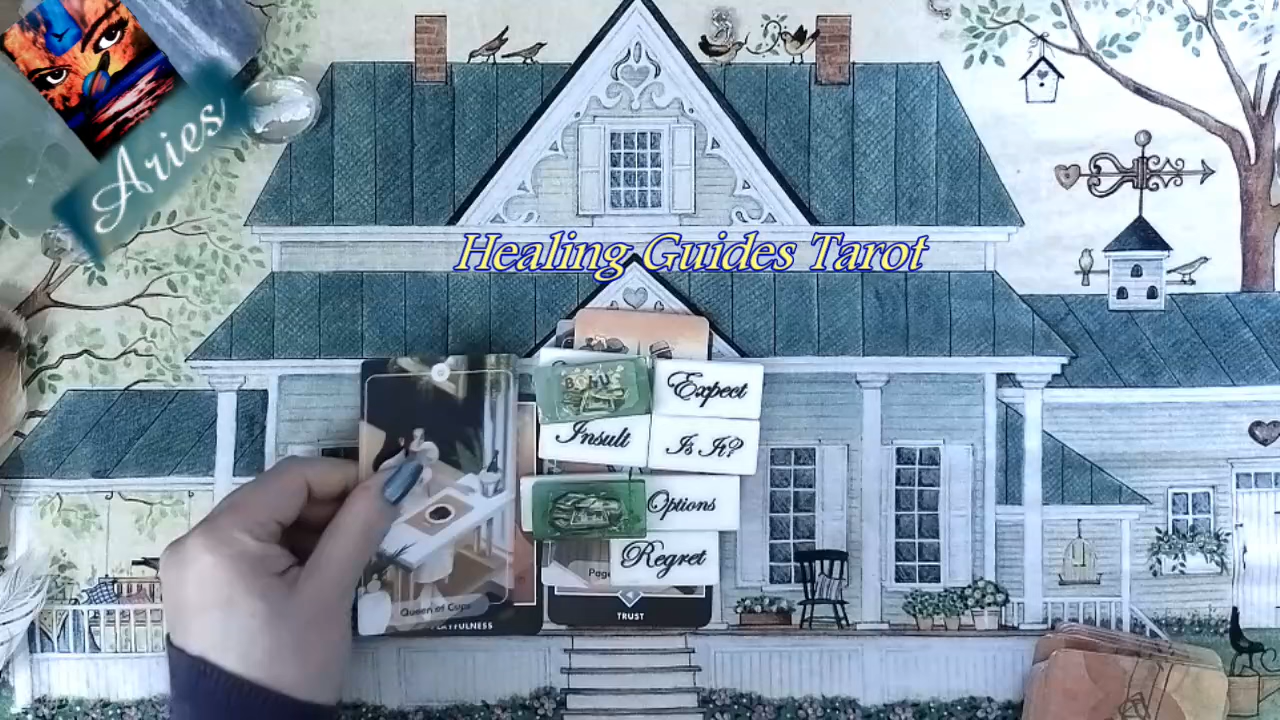 Aries
Healing Guides Tarot
Expect
Insult
Is It?
Options
Regret
Queen of Cups
TRUST